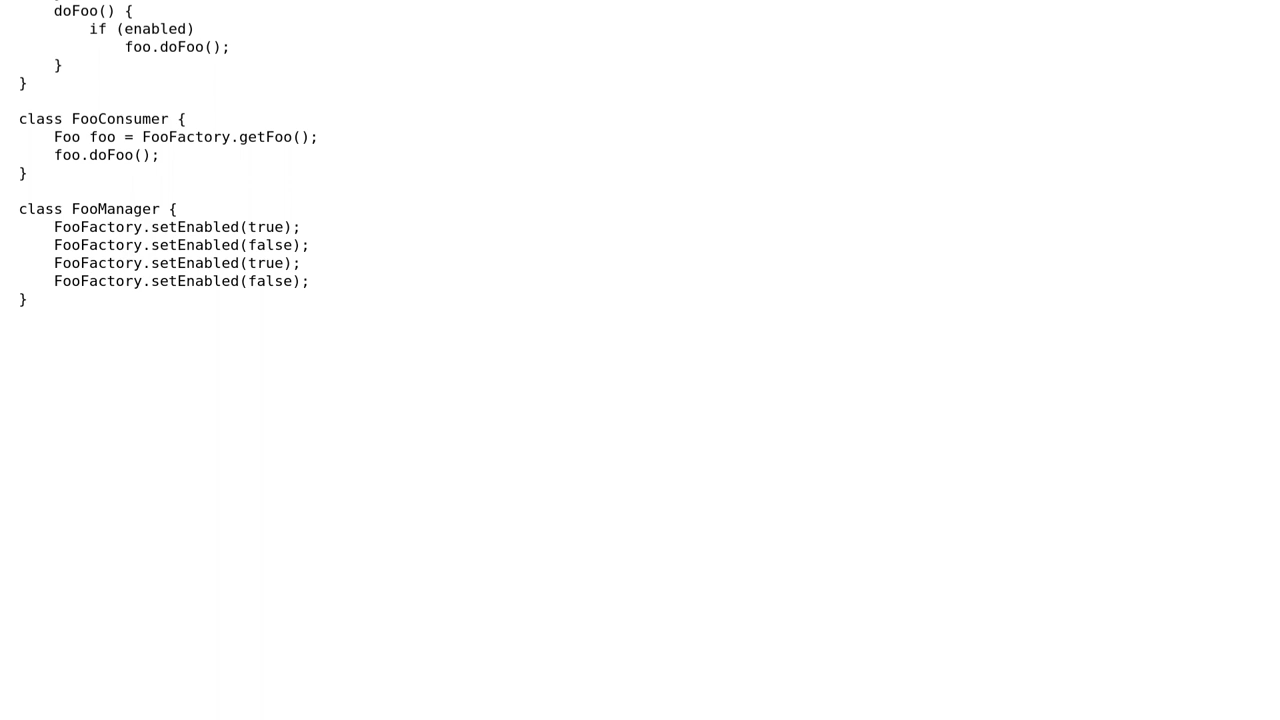 doFoo() {
        if (enabled)
            foo.doFoo();
    }
}

class FooConsumer {
    Foo foo = FooFactory.getFoo();
    foo.doFoo();
}

class FooManager {
    FooFactory.setEnabled(true);
    FooFactory.setEnabled(false);
    FooFactory.setEnabled(true);
    FooFactory.setEnabled(false);
}